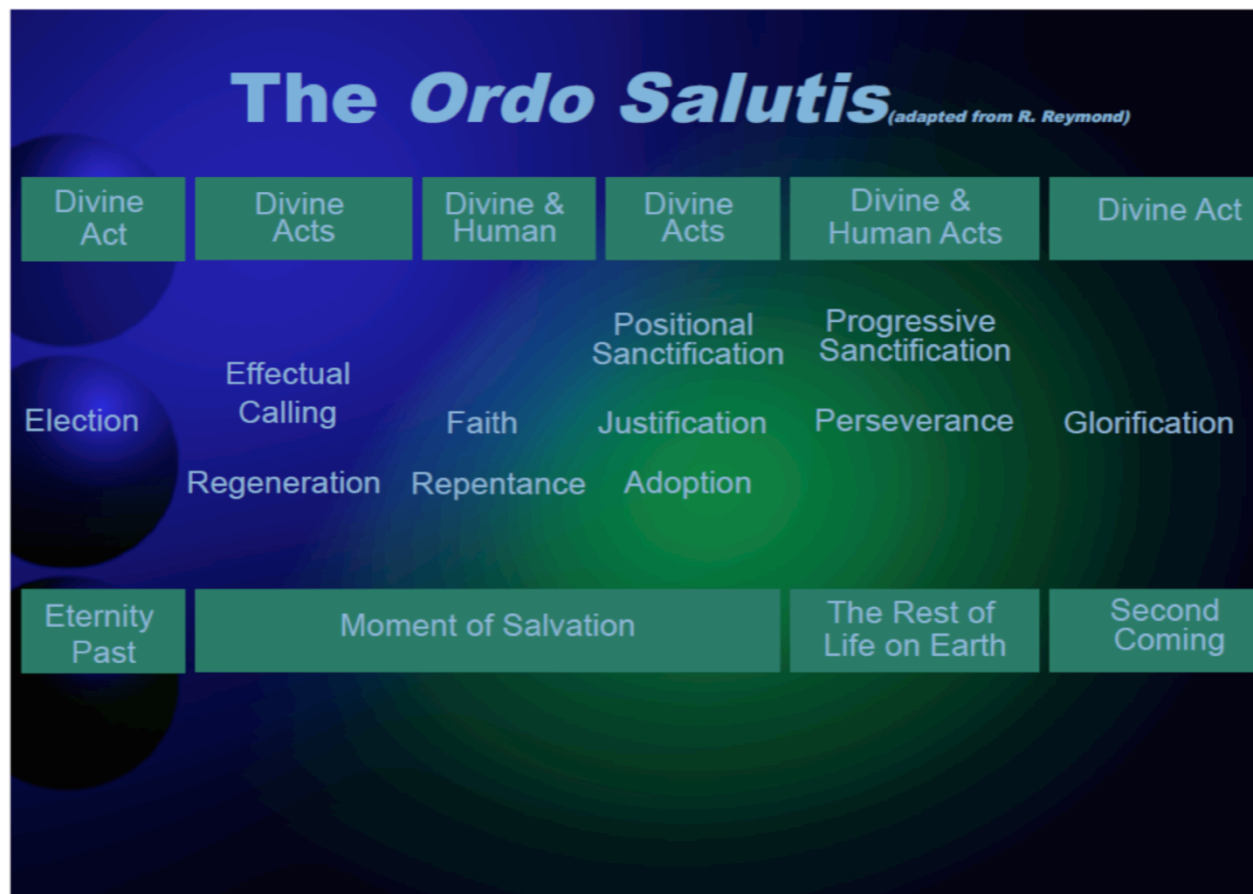 The Ordo Salutis (adapted from R. Reymond)
Divine
Act
Divine
Acts
Divine &
Human
Divine
Acts
Divine &
Human Acts
Divine Act
Election
Effectual
Calling
Regeneration
Faith
Repentance
Positional
Sanctification
Justification
Adoption
Progressive
Sanctification
Perseverance
Glorification
Eternity
Past
Moment of Salvation
The Rest of
Life on Earth
Second
Coming